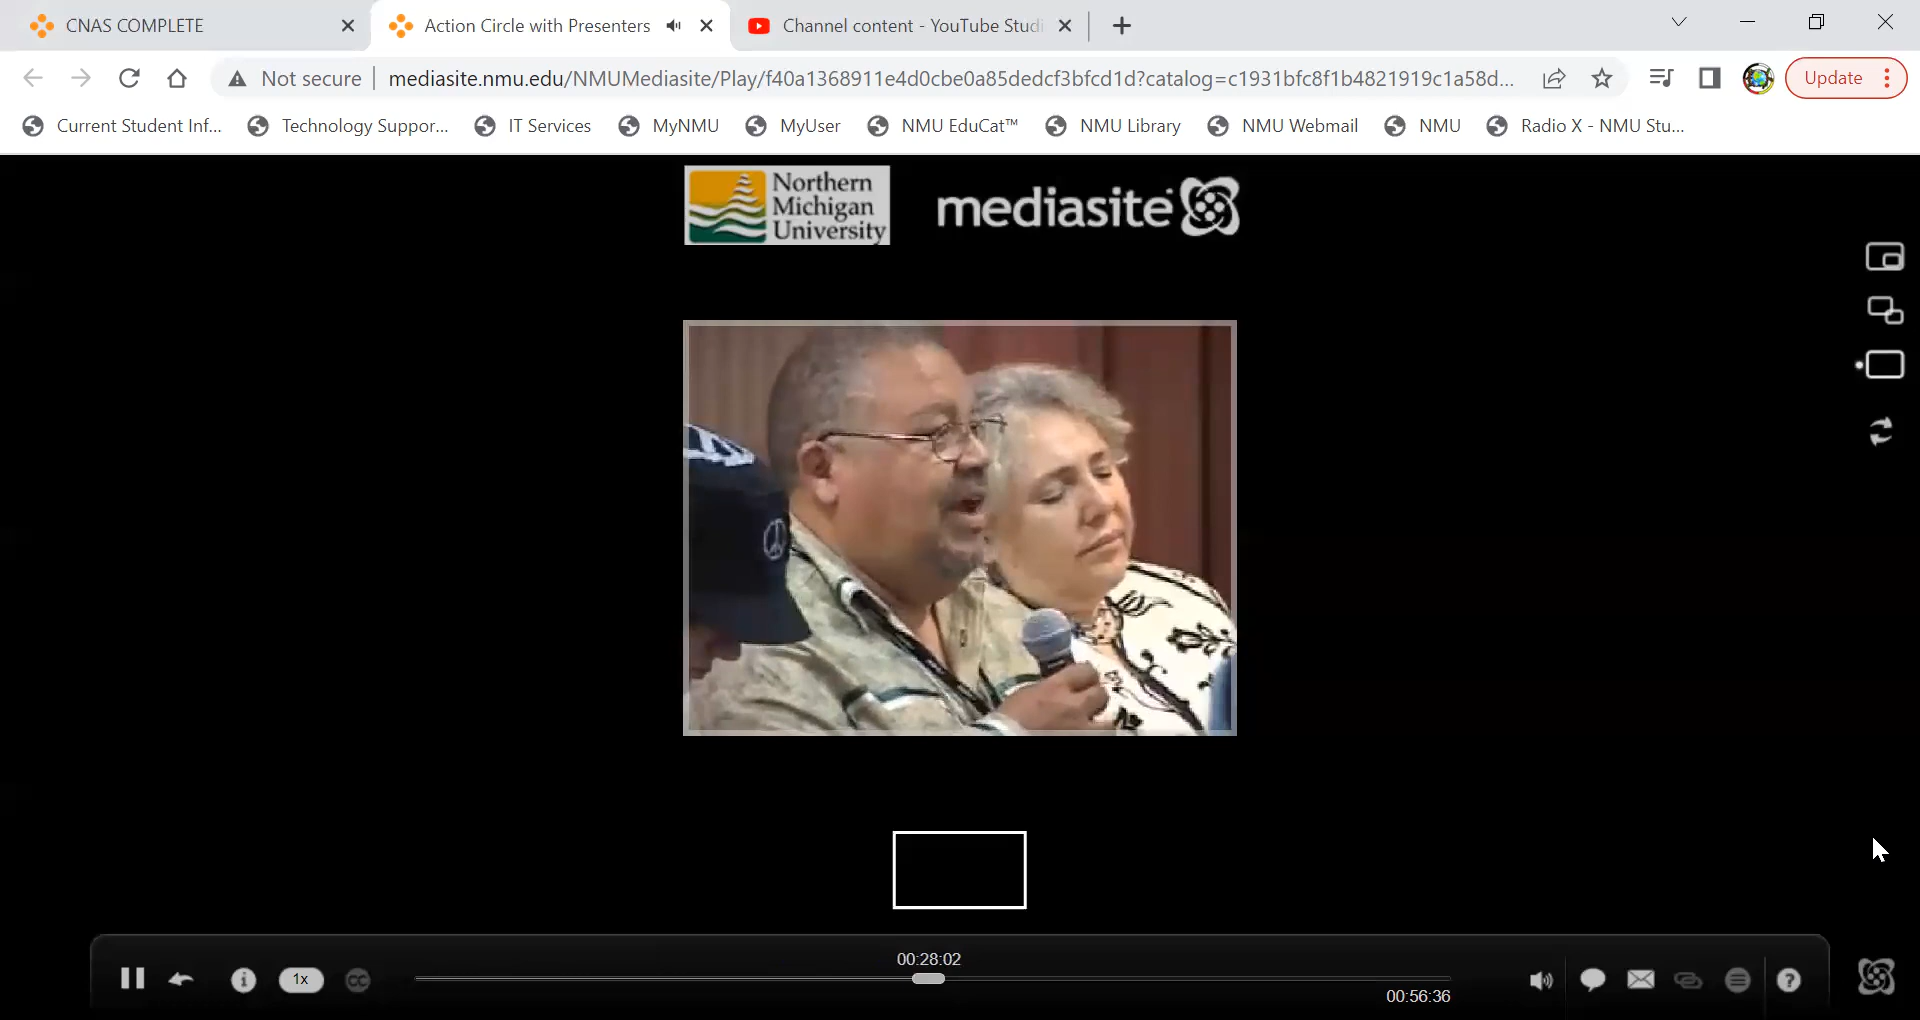 CNAS COMPLETE
Action Circle with Presenters
Channel content - YouTube Studi
Not secure
mediasite.nmu.edu/NMUMediasite/Play/f40a1368911e4d0cbe0a85dedcf3bfcd1d?catalog=c1931bfc8f1b4821919c1a58d...
Update
Current Student Inf...
Technology Suppor...
IT Services
MyNMU
MyUser
NMU EduCat™
NMU Library
NMU Webmail
NMU
Radio X - NMU Stu...
Northern
Michigan
University
mediasite
00:28:02
1x
CC
00:56:36